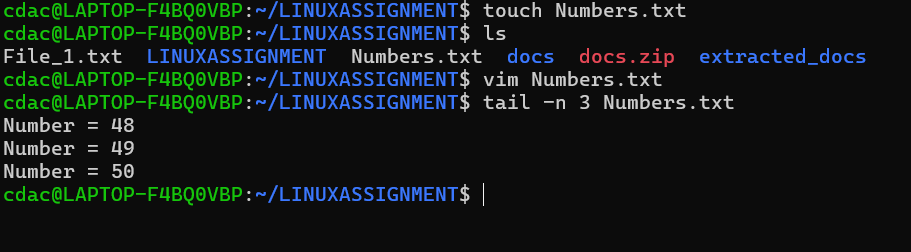 cdac@LAPTOP-F4BQ0VBP:~/LINUXASSIGNMENT$ touch Numbers.txt
cdac@LAPTOP-F4BQ0VBP:~/LINUXASSIGNMENT$ ls
File_1.txt  LINUXASSIGNMENT  Numbers.txt  docs  docs.zip  extracted_docs
cdac@LAPTOP-F4BQ0VBP:~/LINUXASSIGNMENT$ vim Numbers.txt
cdac@LAPTOP-F4BQ0VBP:~/LINUXASSIGNMENT$ tail -n 3 Numbers.txt
Number = 48
Number = 49
Number = 50
cdac@LAPTOP-F4BQ0VBP:~/LINUXASSIGNMENT$